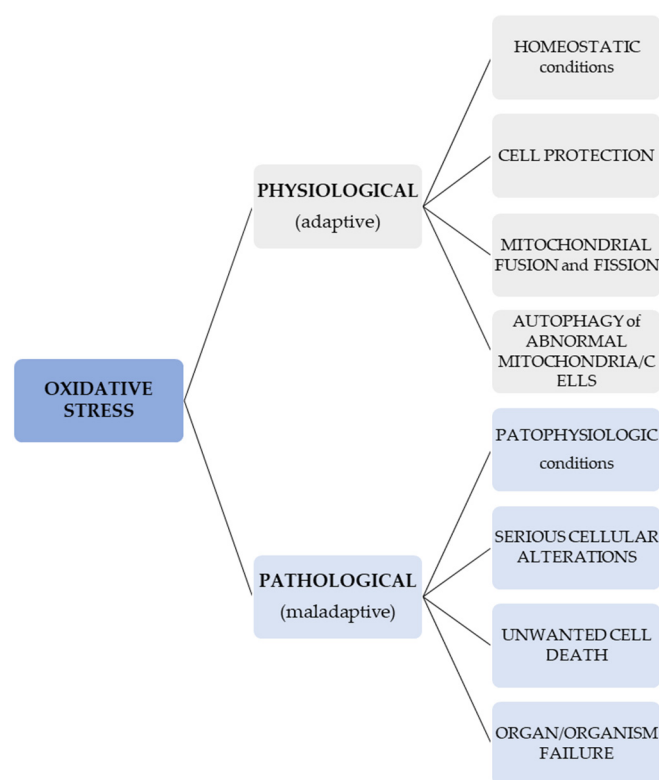 OXIDATIVE
STRESS
PHYSIOLOGICAL
(adaptive)
HOMEOSTATIC
conditions
CELL PROTECTION
MITOCHONDRIAL
FUSION and FISSION
AUTOPHAGY of
ABNORMAL
MITOCHONDRIA/C
ELLS
PATHOLOGICAL
(maladaptive)
PATOPHYSIOLOGIC
conditions
SERIOUS CELLULAR
ALTERATIONS
UNWANTED CELL
DEATH
ORGAN/ORGANISM
FAILURE